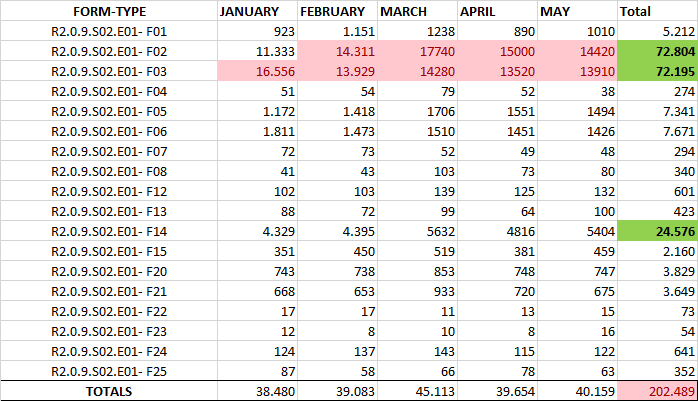 FORM-TYPE JANUARY FEBRUARY MARCH APRIL MAY Total
R2.0.9.S02.E01- F01 923 1.151 1238 890 1010 5.212
R2.0.9.S02.E01- F02 11.333 14.311 17740 15000 14420 72.804
R2.0.9.S02.E01- F03 16.556 13.929 14280 13520 13910 72.195
R2.0.9.S02.E01- F04 51 54 79 52 38 274
R2.0.9.S02.E01- F05 1.172 1.418 1706 1551 1494 7.341
R2.0.9.S02.E01- F06 1.811 1.473 1510 1451 1426 7.671
R2.0.9.S02.E01- F07 72 73 52 49 48 294
R2.0.9.S02.E01- F08 41 43 103 73 80 340
R2.0.9.S02.E01- F12 102 103 139 125 132 601
R2.0.9.S02.E01- F13 88 72 99 64 100 423
R2.0.9.S02.E01- F14 4.329 4.395 5632 4816 5404 24.576
R2.0.9.S02.E01- F15 351 450 519 381 459 2.160
R2.0.9.S02.E01- F20 743 738 853 748 747 3.829
R2.0.9.S02.E01- F21 668 653 933 720 675 3.649
R2.0.9.S02.E01- F22 17 17 11 13 15 73
R2.0.9.S02.E01- F23 12 8 10 8 16 54
R2.0.9.S02.E01- F24 124 137 143 115 122 641
R2.0.9.S02.E01- F25 87 58 66 78 63 352
TOTALS 38.480 39.083 45.113 39.654 40.159 202.489